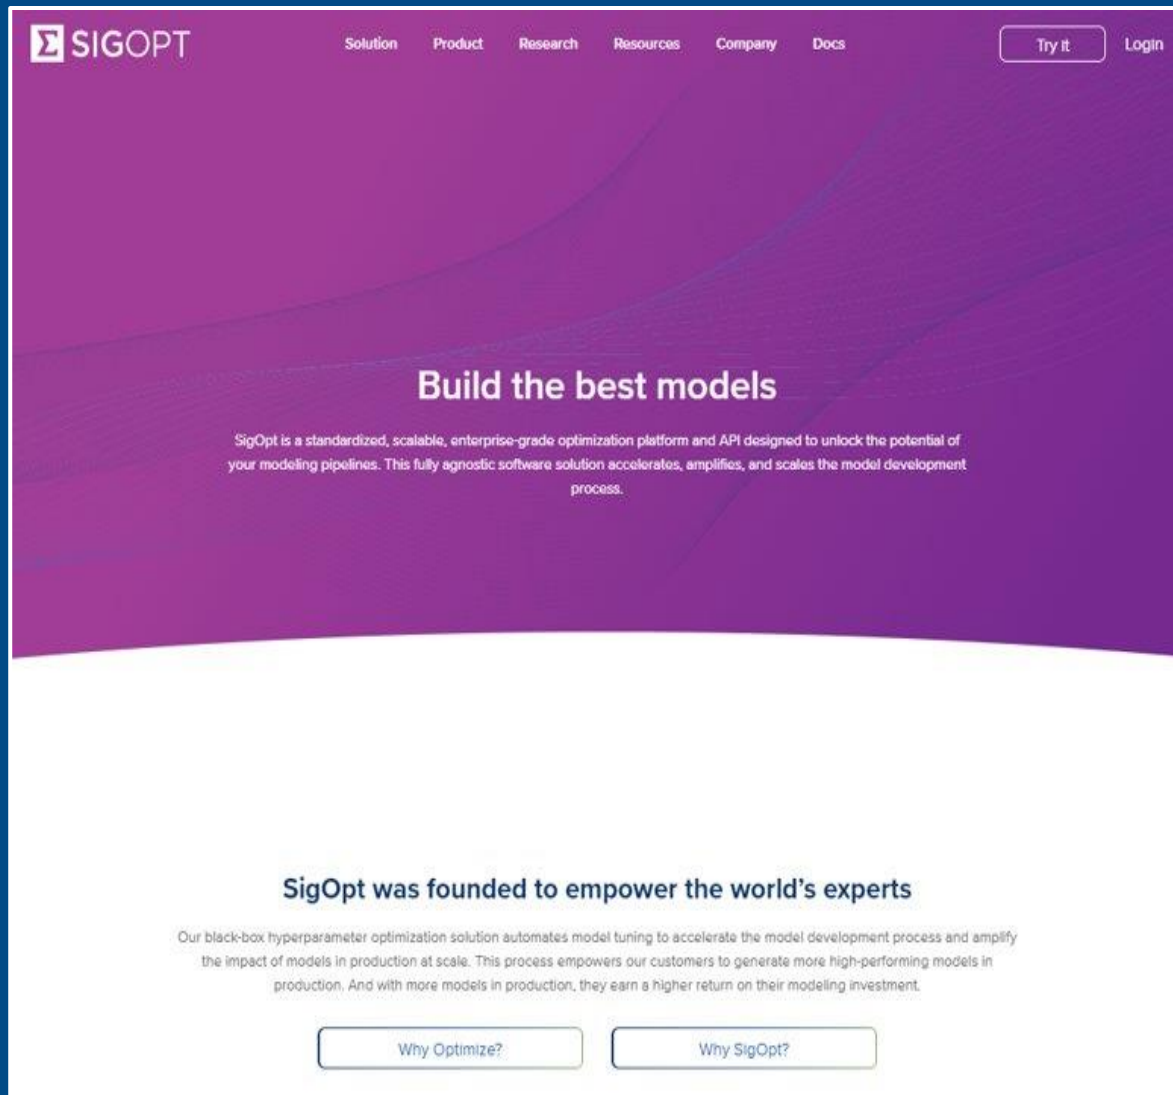 Σ SIGOPT
Solution Product Research Resources Company Docs
Try It Login
Build the best models
SigOpt is a standardized, scalable, enterprise-grade optimization platform and API designed to unlock the potential of
your modeling pipelines. This fully agnostic software solution accelerates, amplifies, and scales the model development
process.
SigOpt was founded to empower the world's experts
Our black-box hyperparameter optimization solution automates model tuning to accelerate the model development process and amplify
the impact of models in production at scale. This process empowers our customers to generate more high-performing models in
production. And with more models in production, they earn a higher return on their modeling investment.
Why Optimize? Why SigOpt?